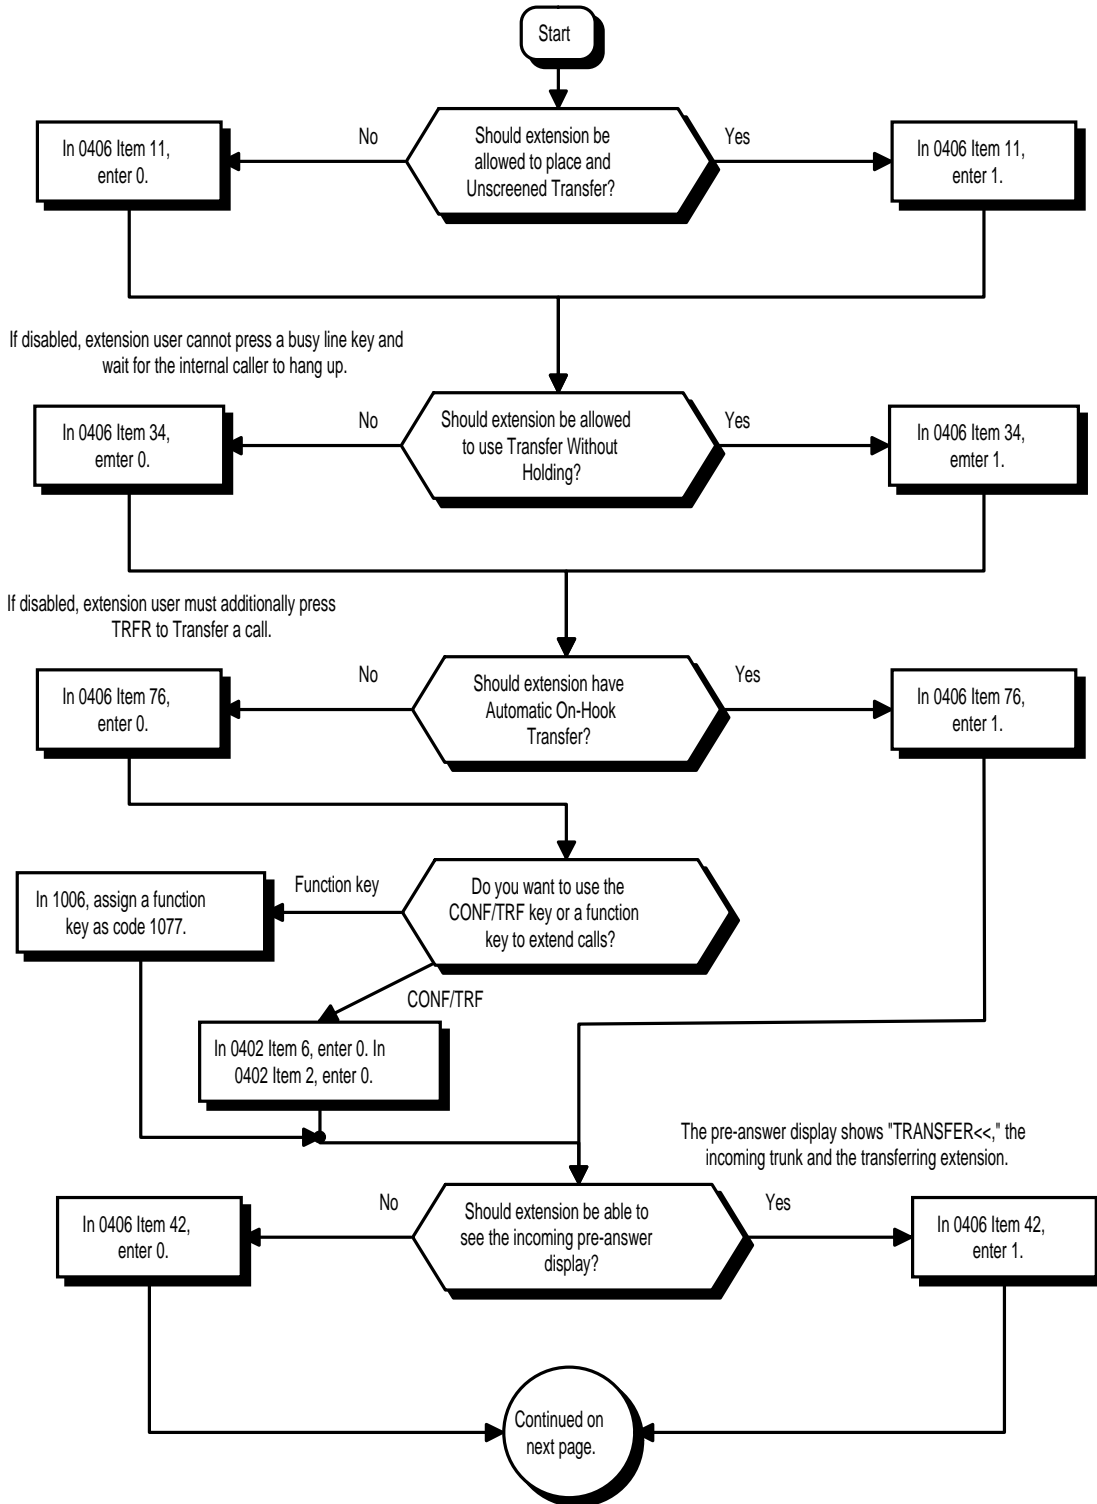 Start
No
Should extension be
allowed to place and
Unscreened Transfer?
Yes
In 0406 Item 11,
enter 0.
In 0406 Item 11,
enter 1.
If disabled, extension user cannot press a busy line key and
wait for the internal caller to hang up.
No
Should extension be allowed
to use Transfer Without
Holding?
Yes
In 0406 Item 34,
emter 0.
In 0406 Item 34,
emter 1.
If disabled, extension user must additionally press
TRFR to Transfer a call.
No
Should extension have
Automatic On-Hook
Transfer?
Yes
In 0406 Item 76,
enter 0.
In 0406 Item 76,
enter 1.
Function key
Do you want to use the
CONF/TRF key or a function
key to extend calls?
In 1006, assign a function
key as code 1077.
CONF/TRF
In 0402 Item 6, enter 0. In
0402 Item 2, enter 0.
The pre-answer display shows "TRANSFER<<," the
incoming trunk and the transferring extension.
No
Should extension be able to
see the incoming pre-answer
display?
Yes
In 0406 Item 42,
enter 0.
In 0406 Item 42,
enter 1.
Continued on
next page.